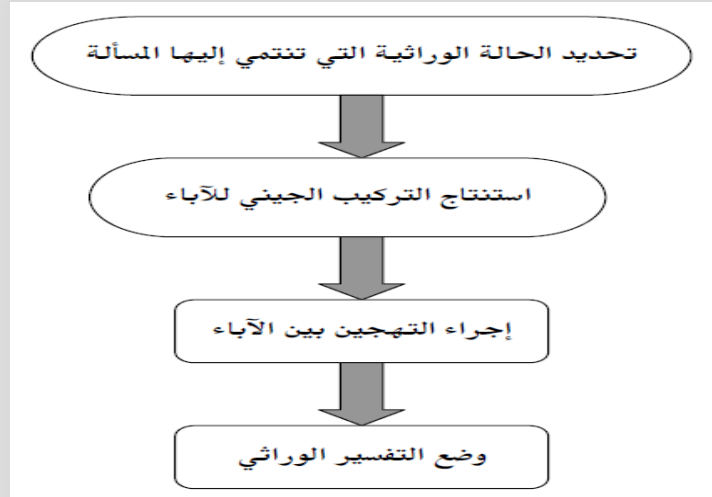 تحديد الحالة الوراثية التي تنتمي إليها المسألة
استنتاج التركيب الجيني للآباء
إجراء التهجين بين الآباء
وضع التفسير الوراثي